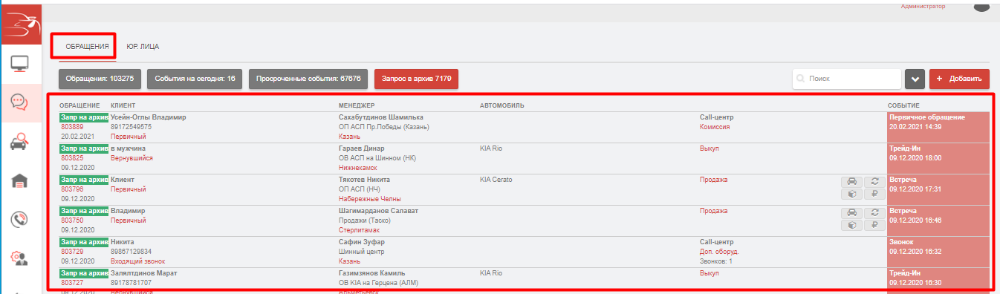 Администратор
ОБРАЩЕНИЯ ЮР. ЛИЦА
Обращения: 103275 События на сегодня: 16 Просроченные события: 67676 Запрос в архив 7179 Поиск + Добавить
ОБРАЩЕНИЕ КЛИЕНТ МЕНЕДЖЕР АВТОМОБИЛЬ СОБЫТИЕ
Запр на архив Усейн-Оглы Владимир Сахабутдинов Шамилька Call-центр Первичное обращение
803889 89172549575 ОП АСП Пр.Победы (Казань) Комиссия 20.02.2021 14:39
20.02.2021 Первичный Казань
Запр на архив в мужчина Гараев Динар KIA Rio Выкуп Трейд-Ин
803825 Вернувшийся ОВ АСП на Шинном (НК) 09.12.2020 18:00
09.12.2020 Нижнекамск
Запр на архив Клиент Тякотев Никита KIA Cerato Продажа Встреча
803796 Первичный ОП АСП (НЧ) 09.12.2020 17:31
09.12.2020 Набережные Челны
Запр на архив Владимир Шагимарданов Салават Продажа Встреча
803750 Первичный Продажи (Таско) 09.12.2020 16:46
09.12.2020 Стерлитамак
Запр на архив Никита Сафин Зуфар Call-центр Звонок
803729 89867129834 Шинный центр Доп. оборуд. 09.12.2020 16:32
09.12.2020 Входящий звонок Казань Звонков: 1
Запр на архив Залялтдинов Марат Газимзянов Камиль KIA Rio Выкуп Трейд-Ин
803727 89178781707 ОВ KIA на Герцена (АЛМ) 09.12.2020 16:30
09.12.2020 Вернувшийся Альметьевск